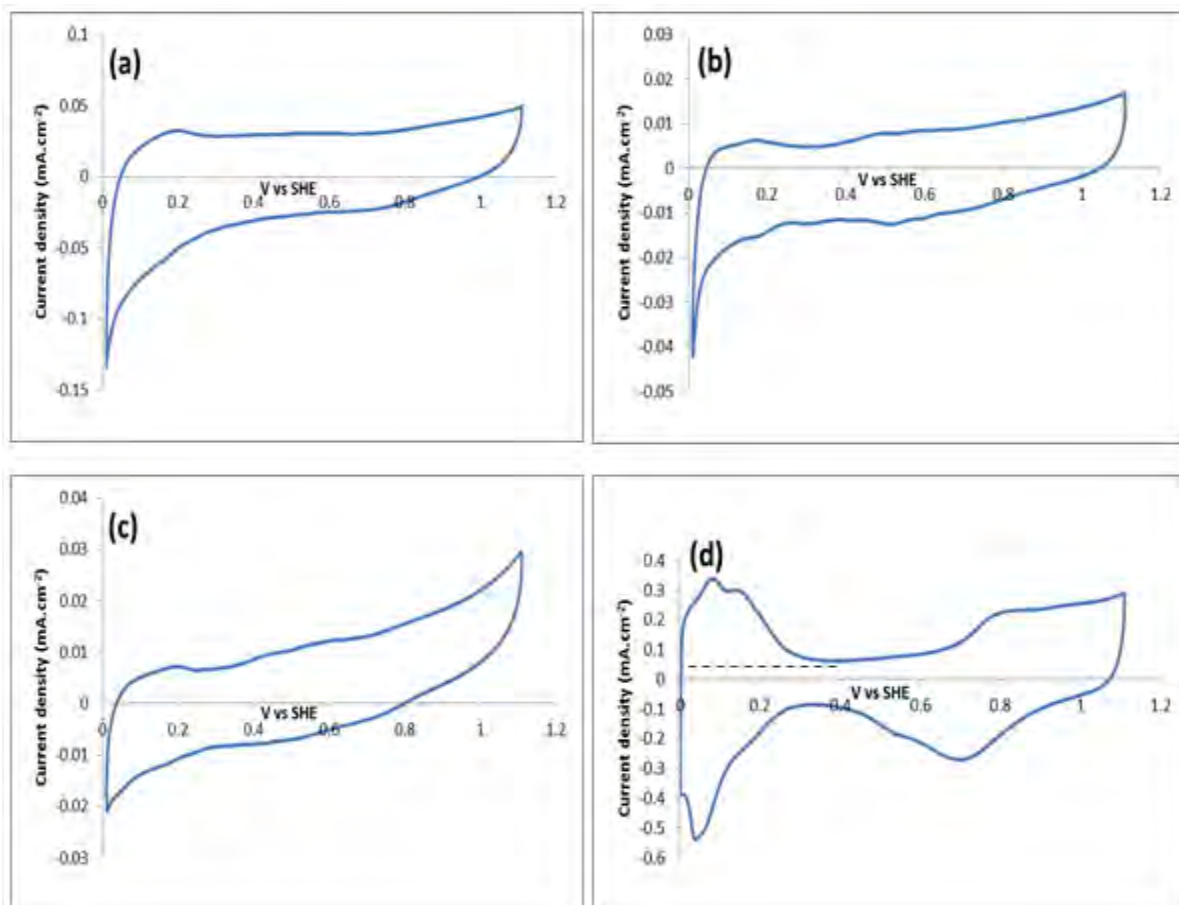 (a)
Current density (mA.cm⁻²)
0.1
0.05
0
-0.05
-0.1
-0.15
V vs SHE
0 0.2 0.4 0.6 0.8 1 1.2
(b)
Current density (mA.cm⁻²)
0.03
0.02
0.01
0
-0.01
-0.02
-0.03
-0.04
-0.05
V vs SHE
0 0.2 0.4 0.6 0.8 1 1.2
(c)
Current density (mA.cm⁻²)
0.04
0.03
0.02
0.01
0
-0.01
-0.02
-0.03
V vs SHE
0 0.2 0.4 0.6 0.8 1 1.2
(d)
Current density (mA.cm⁻²)
0.4
0.3
0.2
0.1
0
-0.1
-0.2
-0.3
-0.4
-0.5
-0.6
V vs SHE
0 0.2 0.4 0.6 0.8 1 1.2